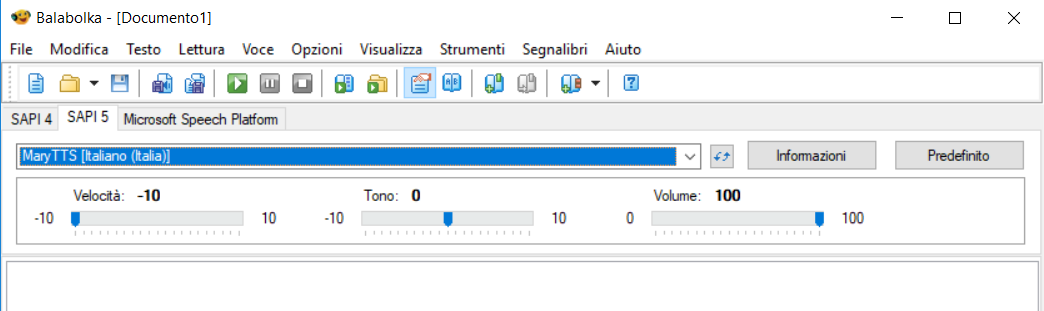 Balabolka - [Documento1]
File Modifica Testo Lettura Voce Opzioni Visualizza Strumenti Segnalibri Aiuto
SAPI 4 SAPI 5 Microsoft Speech Platform
MaryTTS [Italiano (Italia)] Informazioni Predefinito
Velocità: -10 Tono: 0 Volume: 100
-10 10 -10 10 0 100